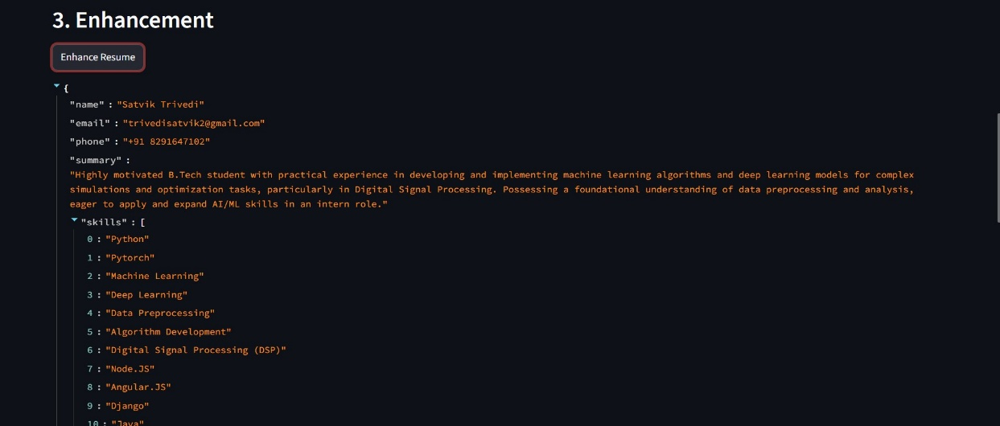 3. Enhancement
Enhance Resume
{
"name" : "Satvik Trivedi"
"email" : "trivedisatvik2@gmail.com"
"phone" : "+91 8291647102"
"summary" :
"Highly motivated B.Tech student with practical experience in developing and implementing machine learning algorithms and deep learning models for complex
simulations and optimization tasks, particularly in Digital Signal Processing. Possessing a foundational understanding of data preprocessing and analysis,
eager to apply and expand AI/ML skills in an intern role."
"skills" : [
0 : "Python"
1 : "Pytorch"
2 : "Machine Learning"
3 : "Deep Learning"
4 : "Data Preprocessing"
5 : "Algorithm Development"
6 : "Digital Signal Processing (DSP)"
7 : "Node.JS"
8 : "Angular.JS"
9 : "Django"
10 : "Java"